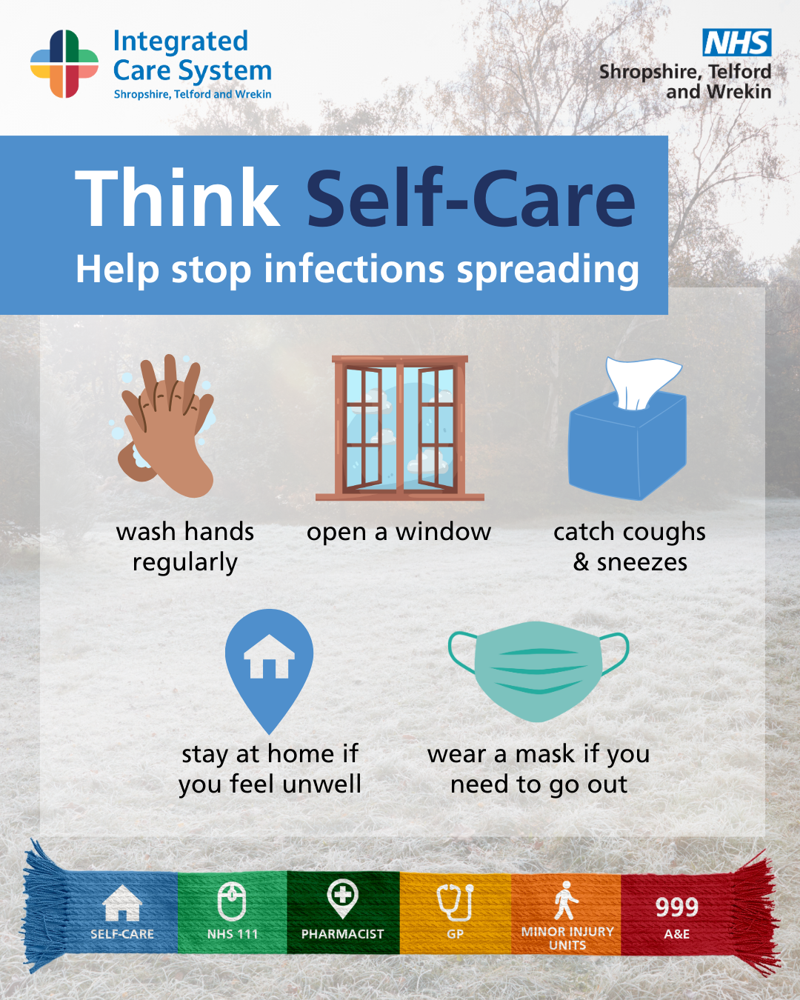 Integrated
Care System
Shropshire, Telford and Wrekin
NHS
Shropshire, Telford
and Wrekin
Think Self-Care
Help stop infections spreading
wash hands
regularly
open a window
catch coughs
& sneezes
stay at home if
you feel unwell
wear a mask if you
need to go out
SELF-CARE
NHS 111
PHARMACIST
GP
MINOR INJURY
UNITS
999
A&E